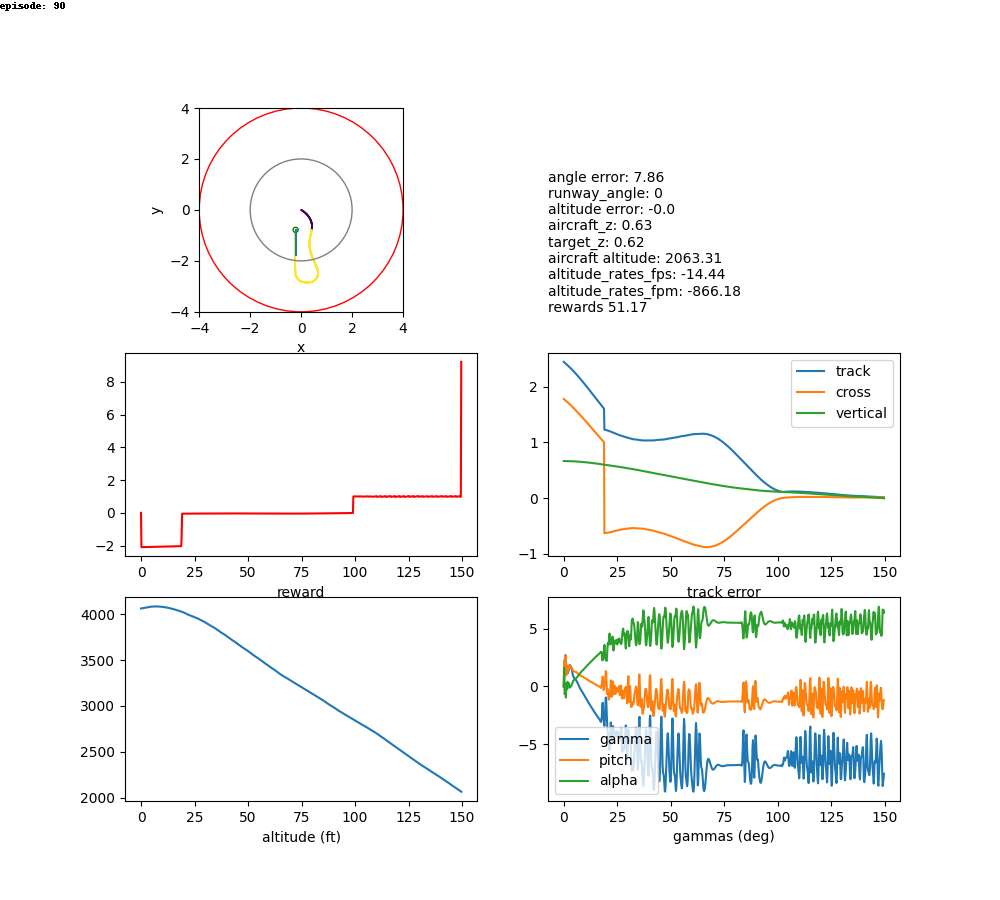 episode: 90
4
2
0
−2
−4
y
−4 −2 0 2 4
x
angle error: 7.86
runway_angle: 0
altitude error: -0.0
aircraft_z: 0.63
target_z: 0.62
aircraft altitude: 2063.31
altitude_rates_fps: -14.44
altitude_rates_fpm: -866.18
rewards 51.17
8
6
4
2
0
−2
0 25 50 75 100 125 150
reward
2
1
0
−1
track
cross
vertical
0 25 50 75 100 125 150
track error
4000
3500
3000
2500
2000
0 25 50 75 100 125 150
altitude (ft)
5
0
−5
gamma
pitch
alpha
0 25 50 75 100 125 150
gammas (deg)